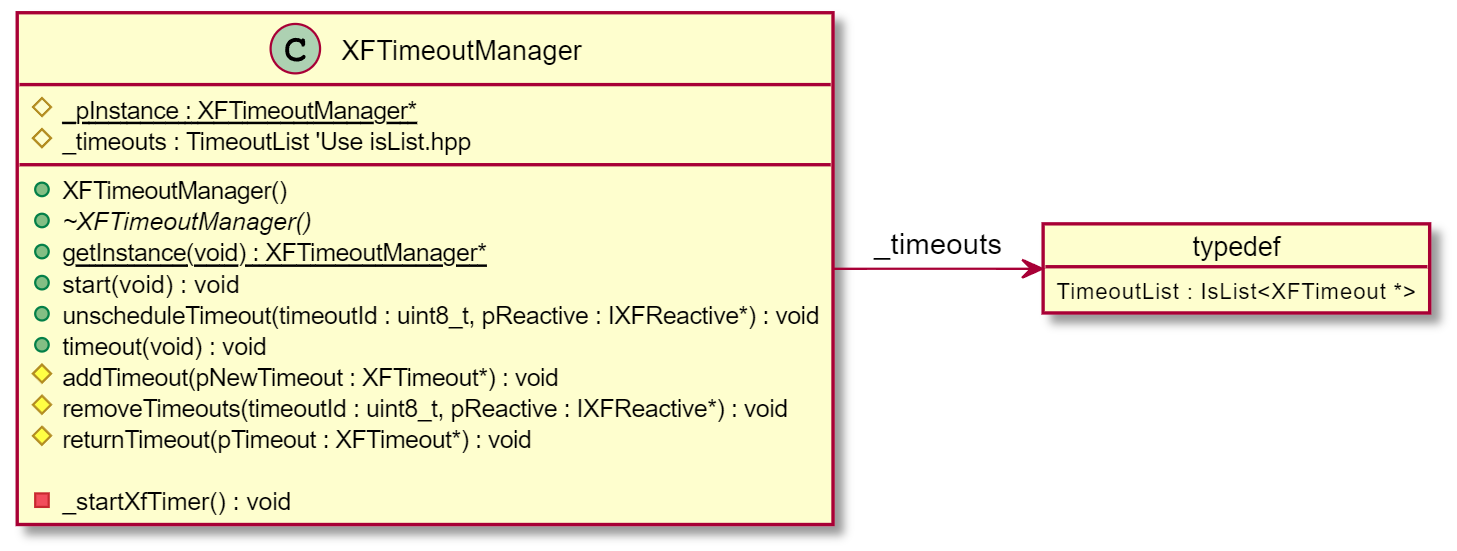 C XFTimeoutManager
_pInstance : XFTimeoutManager*
_timeouts : TimeoutList 'Use isList.hpp
XFTimeoutManager()
~XFTimeoutManager()
getInstance(void) : XFTimeoutManager*
start(void) : void
unscheduleTimeout(timeoutId : uint8_t, pReactive : IXFReactive*) : void
timeout(void) : void
addTimeout(pNewTimeout : XFTimeout*) : void
removeTimeouts(timeoutId : uint8_t, pReactive : IXFReactive*) : void
returnTimeout(pTimeout : XFTimeout*) : void
_startXfTimer() : void
_timeouts
typedef
TimeoutList : IsList<XFTimeout *>